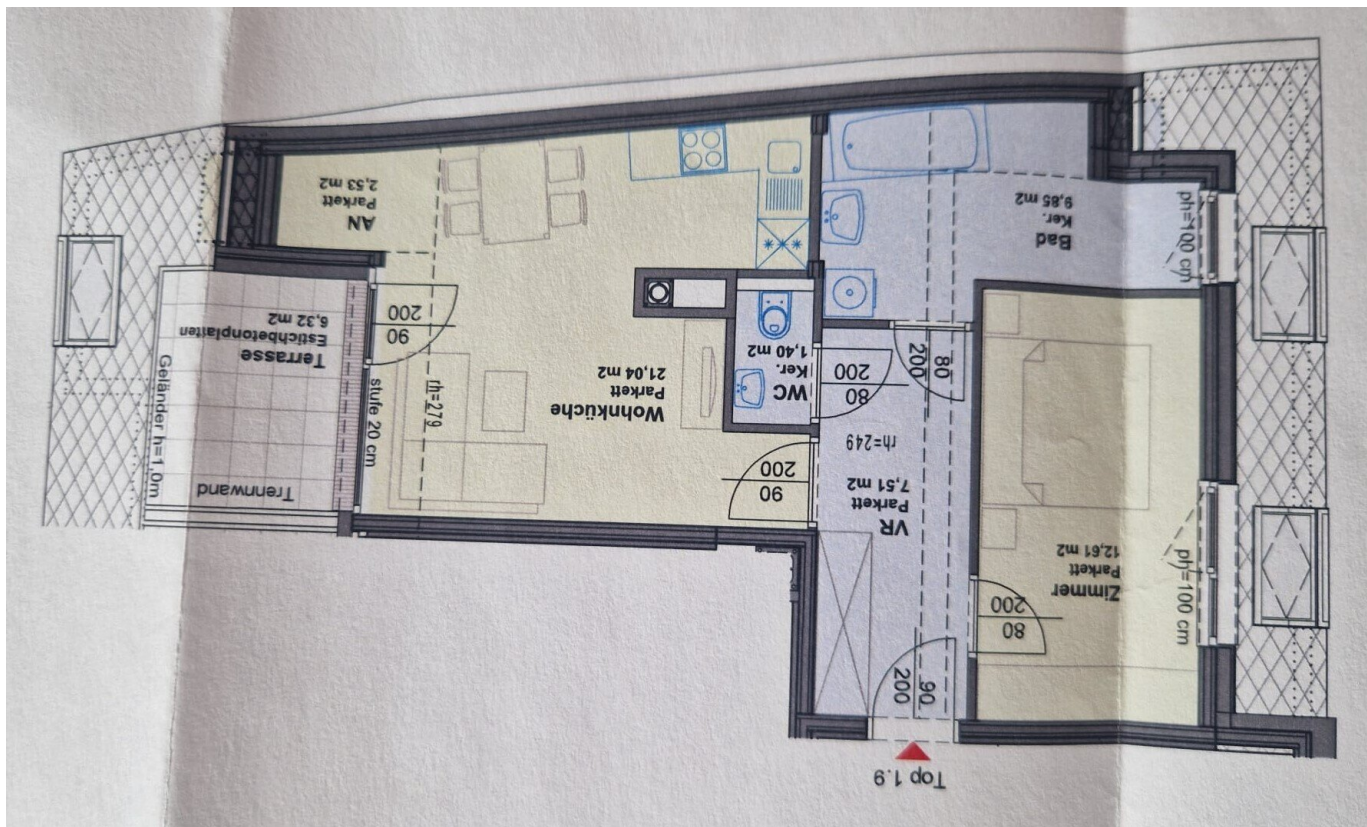 Top 1.9
90
200
Zimmer
Parkett
12,61 m2
80
200
ph=100 cm
VR
Parkett
7,51 m2
rh=249
90
200
Wohnküche
Parkett
21,04 m2
WC
Ker.
1,40 m2
80
200
80
200
Bad
Ker.
9,85 m2
ph=100 cm
Trennwand
Geländer h=1,0m
stufe 20 cm
rh=279
Terrasse
Estichbetonplatten
6,32 m2
90
200
AN
Parkett
2,53 m2